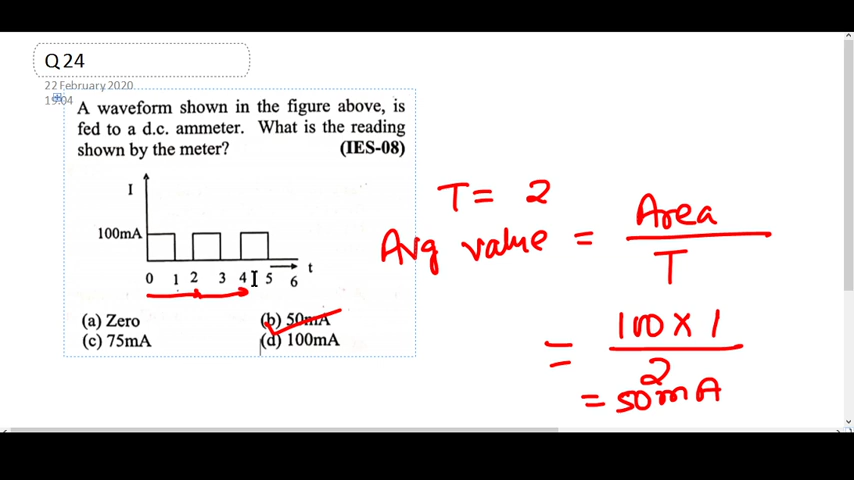 Q24
22 February 2020
19:04
A waveform shown in the figure above, is
fed to a d.c. ammeter. What is the reading
shown by the meter? (IES-08)
I
100mA
t
0 1 2 3 4 5 6
(a) Zero (b) 50mA
(c) 75mA (d) 100mA
T = 2
Avg value = Area
T
= 100 × 1
2
= 50mA